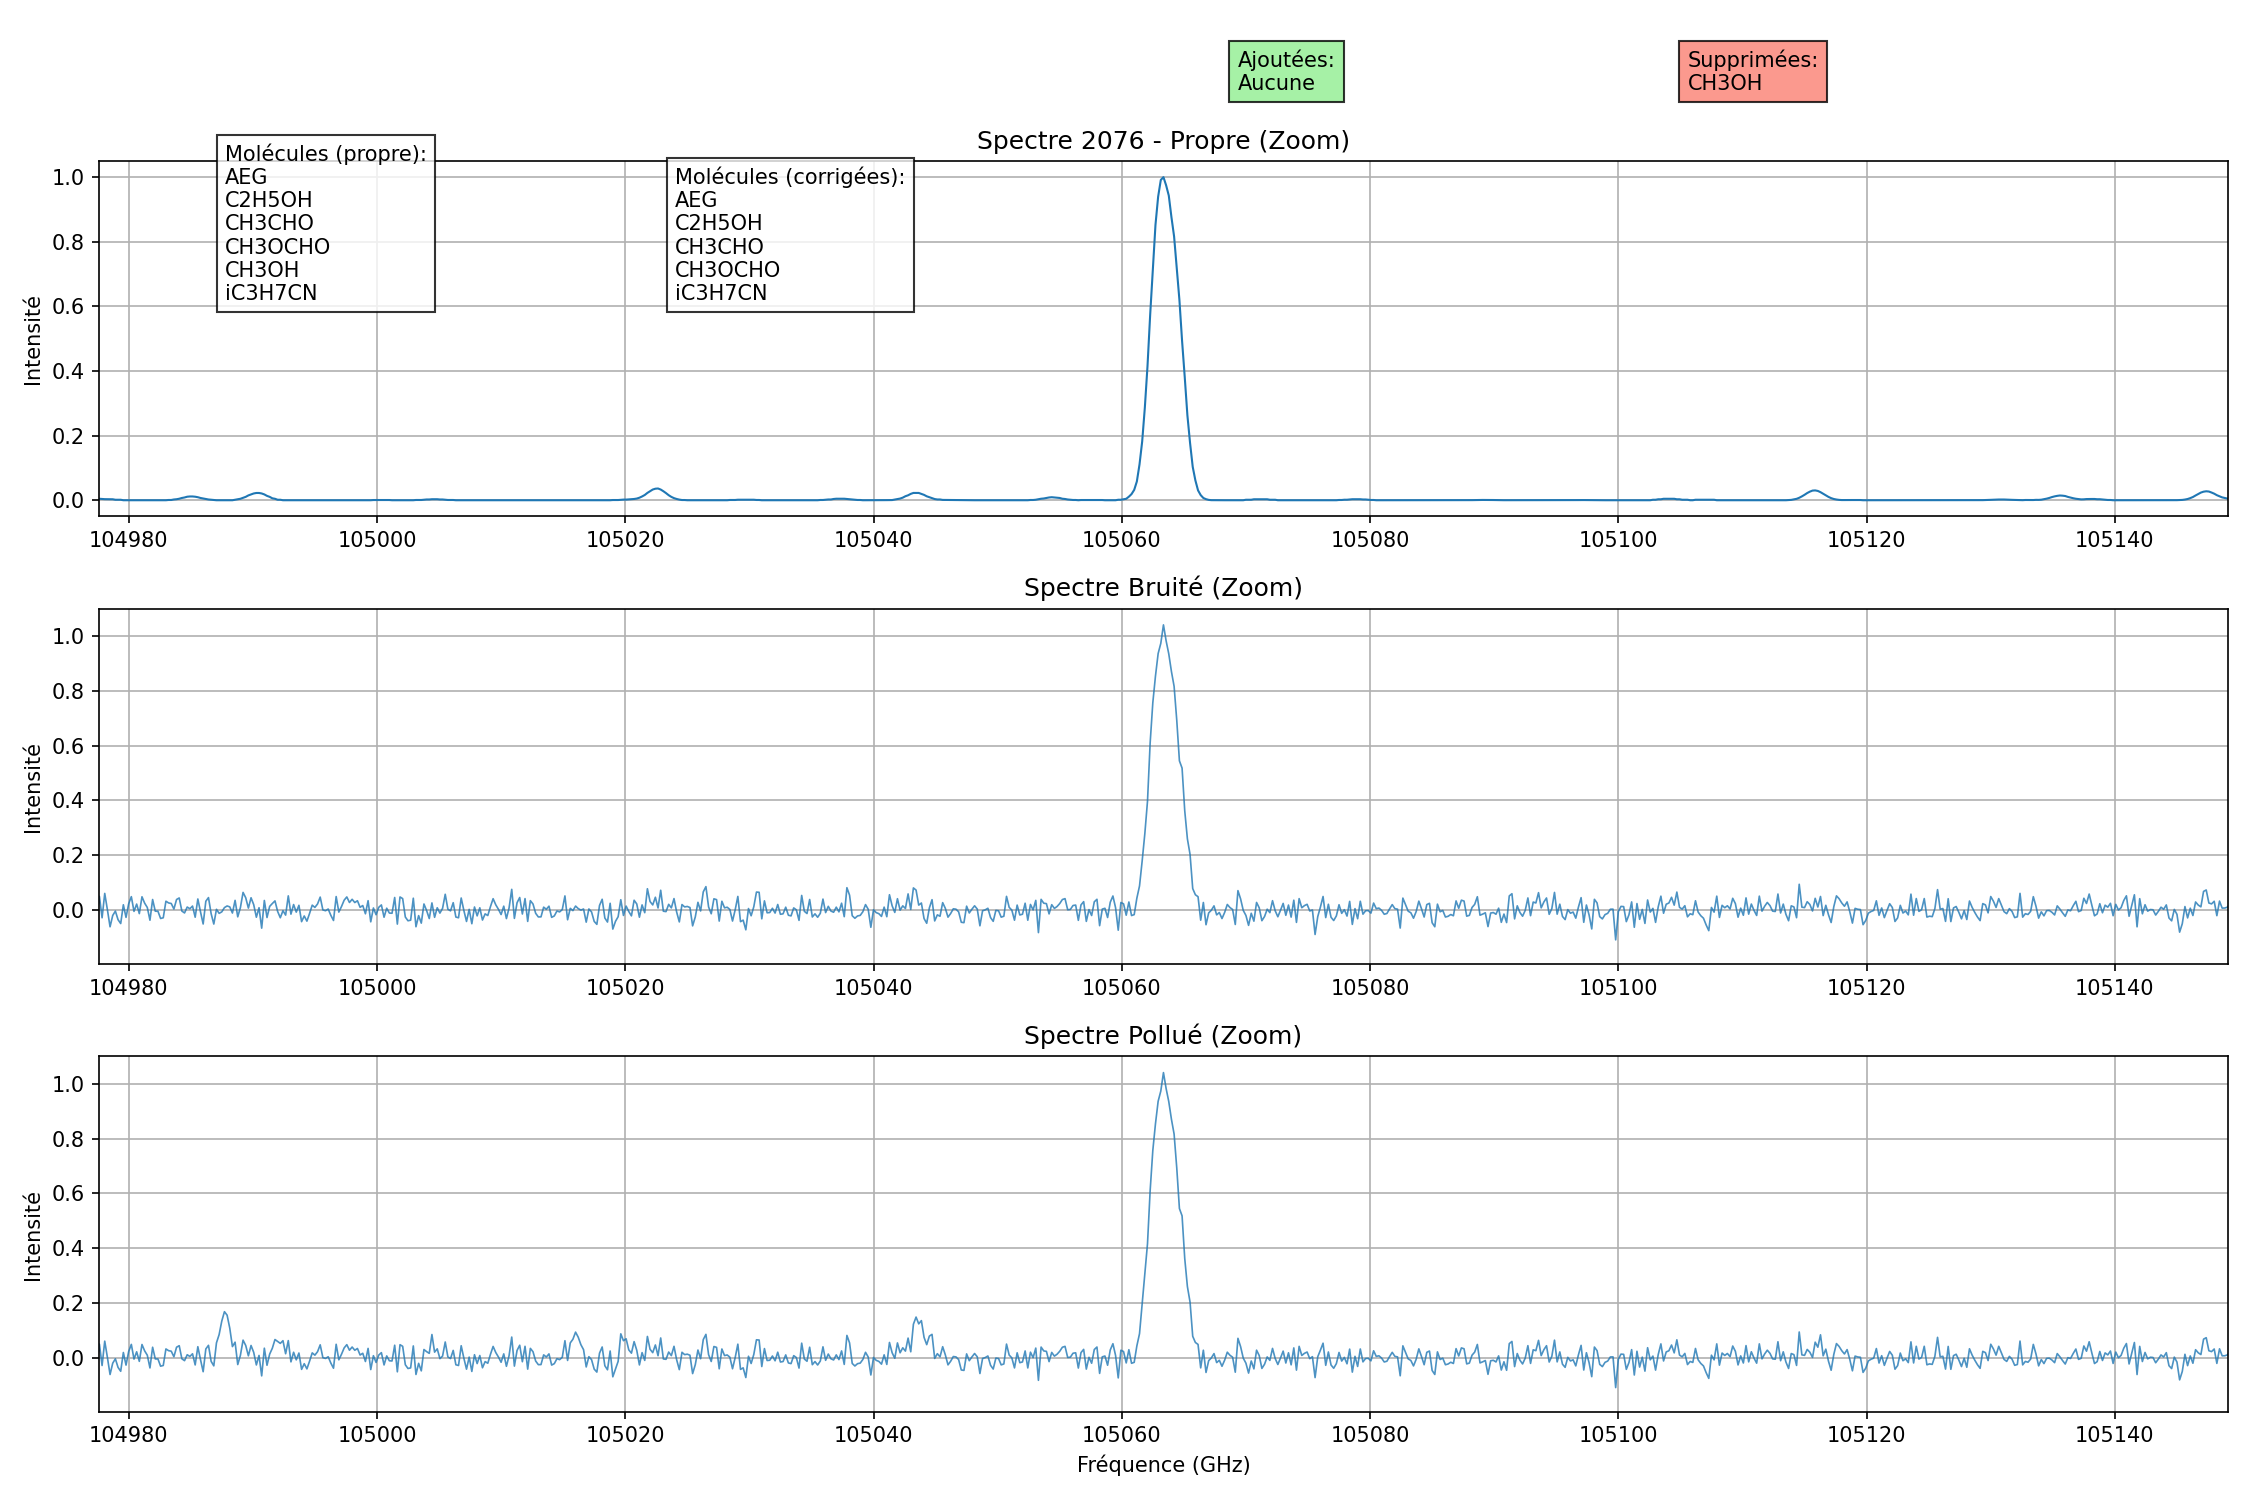 Ajoutées:
Aucune
Supprimées:
CH3OH
Spectre 2076 - Propre (Zoom)
Molécules (propre):
AEG
C2H5OH
CH3CHO
CH3OCHO
CH3OH
iC3H7CN
Molécules (corrigées):
AEG
C2H5OH
CH3CHO
CH3OCHO
iC3H7CN
Intensité
1.0
0.8
0.6
0.4
0.2
0.0
104980 105000 105020 105040 105060 105080 105100 105120 105140
Spectre Bruité (Zoom)
Intensité
1.0
0.8
0.6
0.4
0.2
0.0
104980 105000 105020 105040 105060 105080 105100 105120 105140
Spectre Pollué (Zoom)
Intensité
1.0
0.8
0.6
0.4
0.2
0.0
104980 105000 105020 105040 105060 105080 105100 105120 105140
Fréquence (GHz)